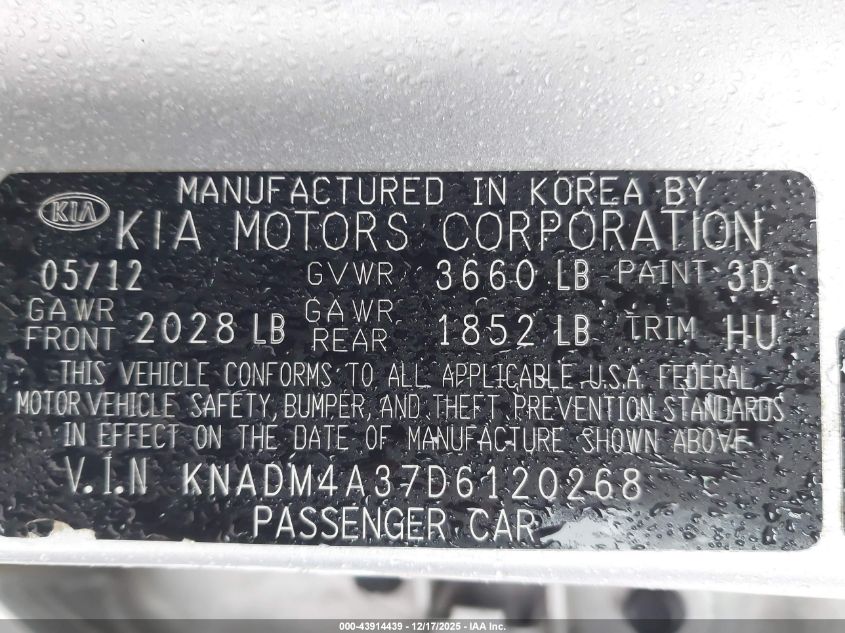 MANUFACTURED IN KOREA BY
KIA KIA MOTORS CORPORATION
05/12 GVWR 3660 LB PAINT 3D
GAWR FRONT 2028 LB GAWR REAR 1852 LB TRIM HU
THIS VEHICLE CONFORMS TO ALL APPLICABLE U.S.A. FEDERAL
MOTOR VEHICLE SAFETY, BUMPER, AND THEFT PREVENTION STANDARDS
IN EFFECT ON THE DATE OF MANUFACTURE SHOWN ABOVE
V.I.N KNADM4A37D6120268
PASSENGER CAR
000-43914439 - 12/17/2025 - IAA Inc.